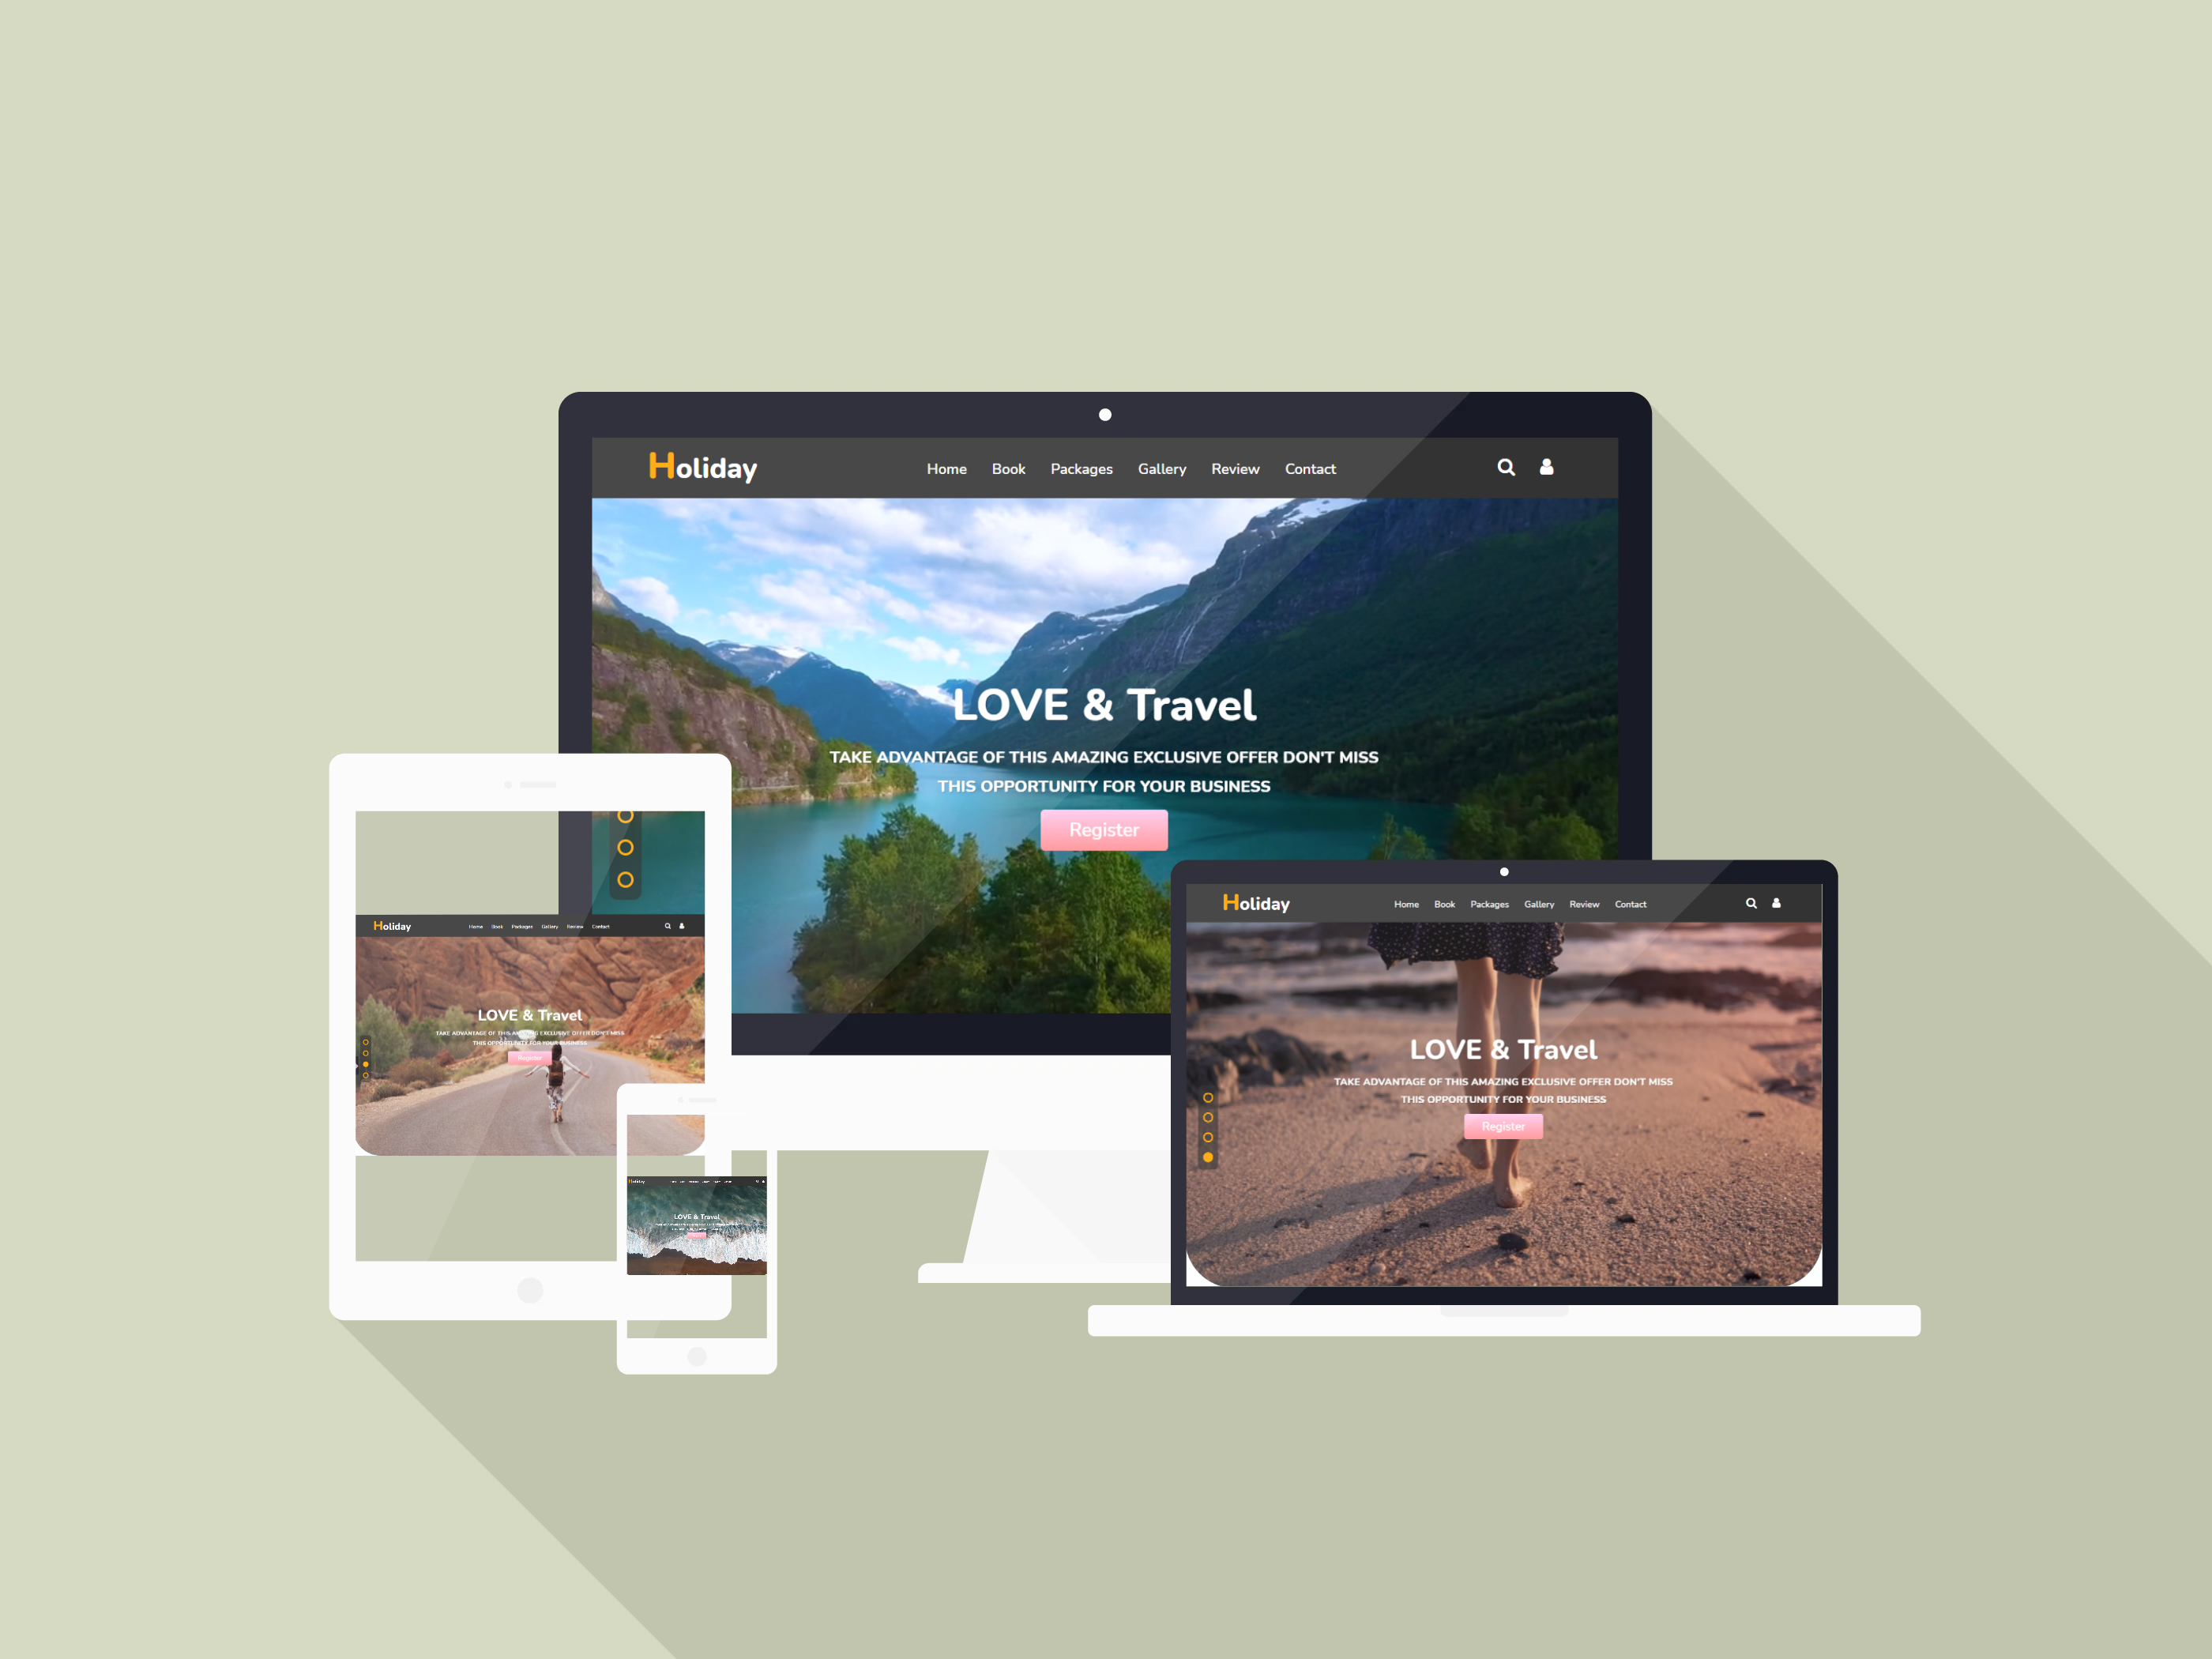 Holiday
Home Book Packages Gallery Review Contact
LOVE & Travel
TAKE ADVANTAGE OF THIS AMAZING EXCLUSIVE OFFER DON'T MISS
THIS OPPORTUNITY FOR YOUR BUSINESS
Register
Holiday
Home Book Packages Gallery Review Contact
LOVE & Travel
TAKE ADVANTAGE OF THIS AMAZING EXCLUSIVE OFFER DON'T MISS
THIS OPPORTUNITY FOR YOUR BUSINESS
Register
Holiday
Home Book Packages Gallery Review Contact
LOVE & Travel
TAKE ADVANTAGE OF THIS AMAZING EXCLUSIVE OFFER DON'T MISS
THIS OPPORTUNITY FOR YOUR BUSINESS
Register
Holiday
LOVE & Travel